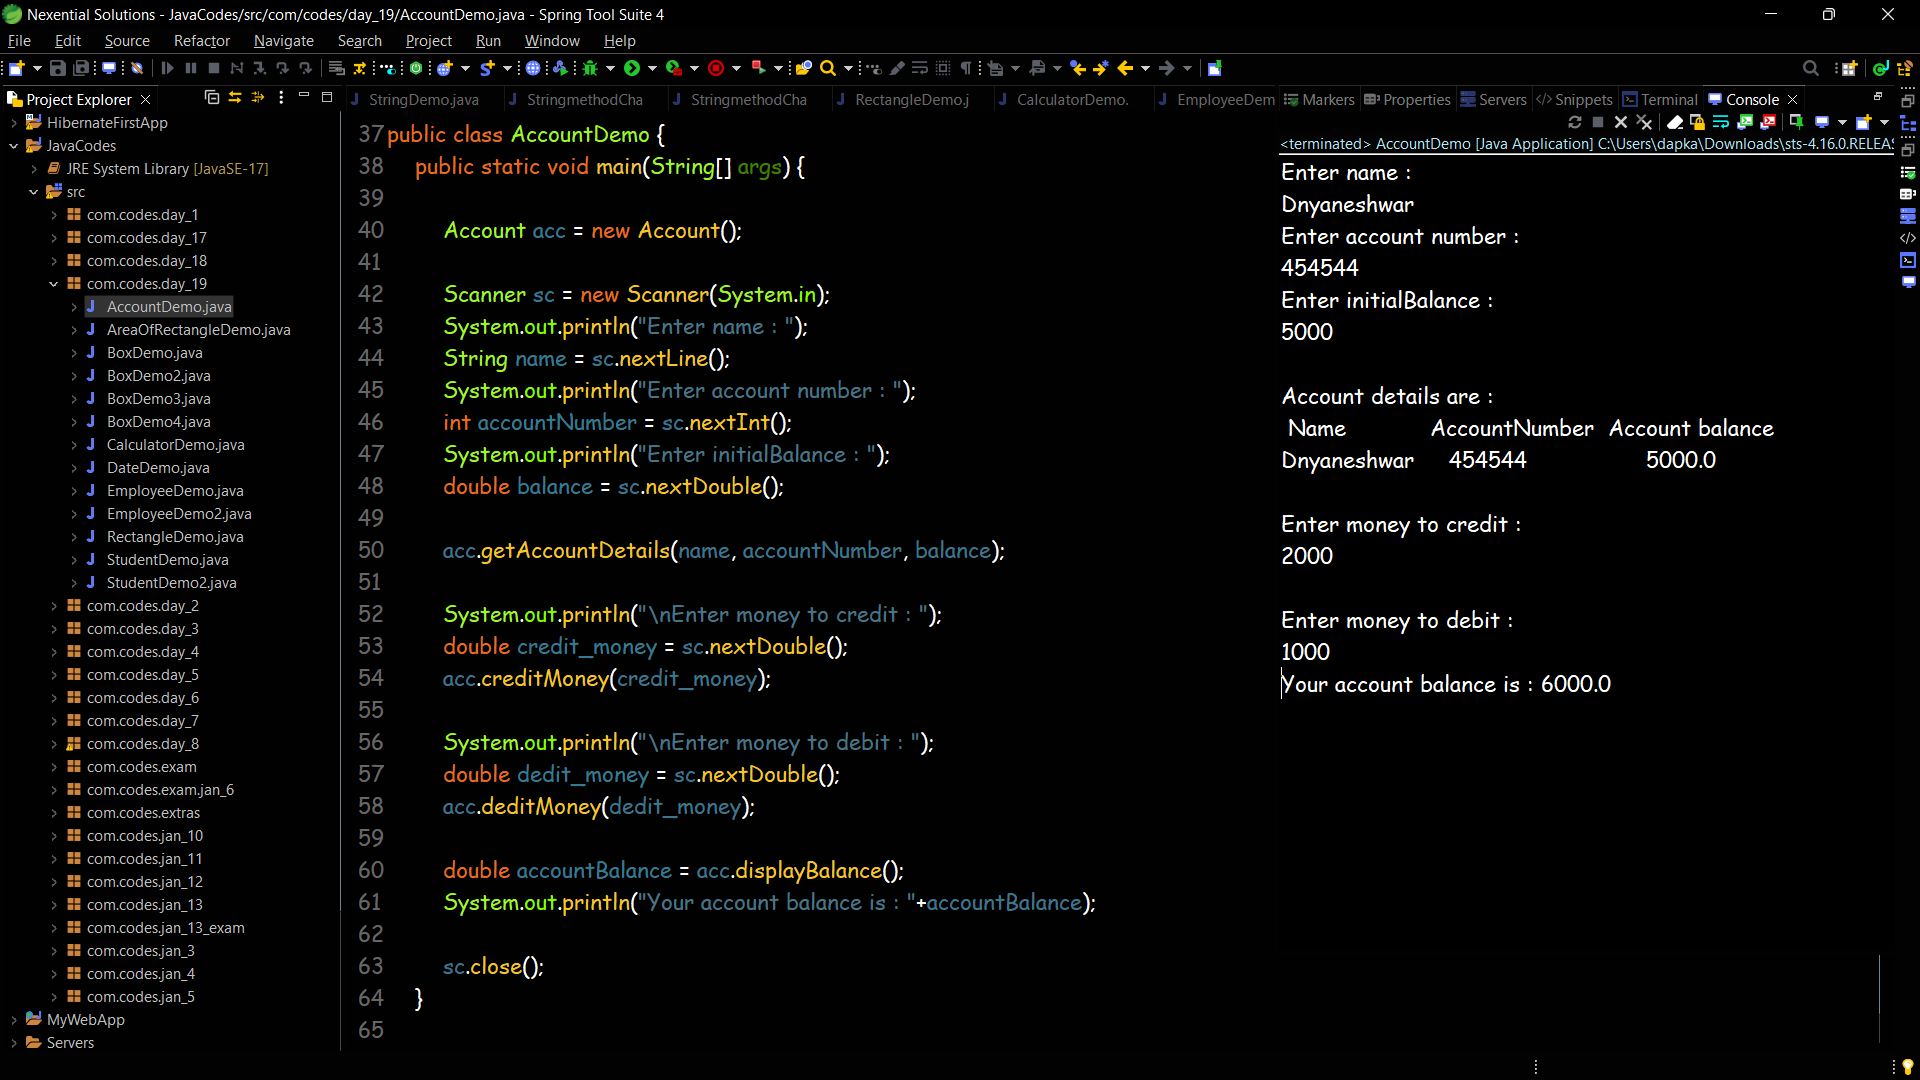 Nexential Solutions - JavaCodes/src/com/codes/day_19/AccountDemo.java - Spring Tool Suite 4
File Edit Source Refactor Navigate Search Project Run Window Help
Project Explorer
HibernateFirstApp
JavaCodes
JRE System Library [JavaSE-17]
src
com.codes.day_1
com.codes.day_17
com.codes.day_18
com.codes.day_19
AccountDemo.java
AreaOfRectangleDemo.java
BoxDemo.java
BoxDemo2.java
BoxDemo3.java
BoxDemo4.java
CalculatorDemo.java
DateDemo.java
EmployeeDemo.java
EmployeeDemo2.java
RectangleDemo.java
StudentDemo.java
StudentDemo2.java
com.codes.day_2
com.codes.day_3
com.codes.day_4
com.codes.day_5
com.codes.day_6
com.codes.day_7
com.codes.day_8
com.codes.exam
com.codes.exam.jan_6
com.codes.extras
com.codes.jan_10
com.codes.jan_11
com.codes.jan_12
com.codes.jan_13
com.codes.jan_13_exam
com.codes.jan_3
com.codes.jan_4
com.codes.jan_5
MyWebApp
Servers
StringDemo.java StringmethodCha StringmethodCha RectangleDemo.j CalculatorDemo. EmployeeDem
37 public class AccountDemo {
38 public static void main(String[] args) {
39
40 Account acc = new Account();
41
42 Scanner sc = new Scanner(System.in);
43 System.out.println("Enter name : ");
44 String name = sc.nextLine();
45 System.out.println("Enter account number : ");
46 int accountNumber = sc.nextInt();
47 System.out.println("Enter initialBalance : ");
48 double balance = sc.nextDouble();
49
50 acc.getAccountDetails(name, accountNumber, balance);
51
52 System.out.println("\nEnter money to credit : ");
53 double credit_money = sc.nextDouble();
54 acc.creditMoney(credit_money);
55
56 System.out.println("\nEnter money to debit : ");
57 double dedit_money = sc.nextDouble();
58 acc.deditMoney(dedit_money);
59
60 double accountBalance = acc.displayBalance();
61 System.out.println("Your account balance is : "+accountBalance);
62
63 sc.close();
64 }
65
Markers Properties Servers Snippets Terminal Console
<terminated> AccountDemo [Java Application] C:\Users\dapka\Downloads\sts-4.16.0.RELEAS
Enter name :
Dnyaneshwar
Enter account number :
454544
Enter initialBalance :
5000
Account details are :
Name AccountNumber Account balance
Dnyaneshwar 454544 5000.0
Enter money to credit :
2000
Enter money to debit :
1000
Your account balance is : 6000.0